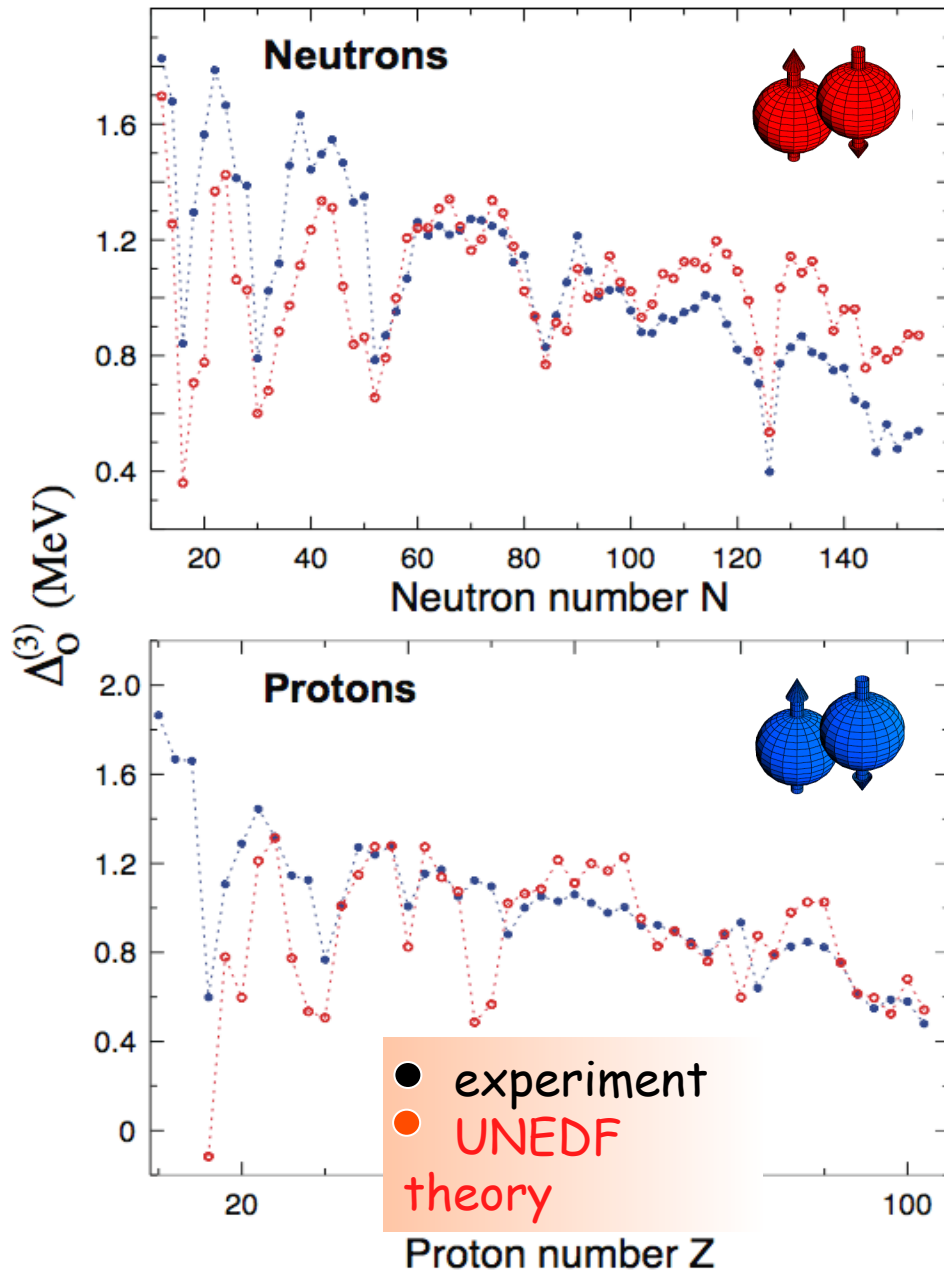 Neutrons
1.6
1.2
0.8
0.4
20 40 60 80 100 120 140
Neutron number N
Δₒ⁽³⁾ (MeV)
Protons
2.0
1.6
1.2
0.8
0.4
0
experiment
UNEDF
theory
20 100
Proton number Z